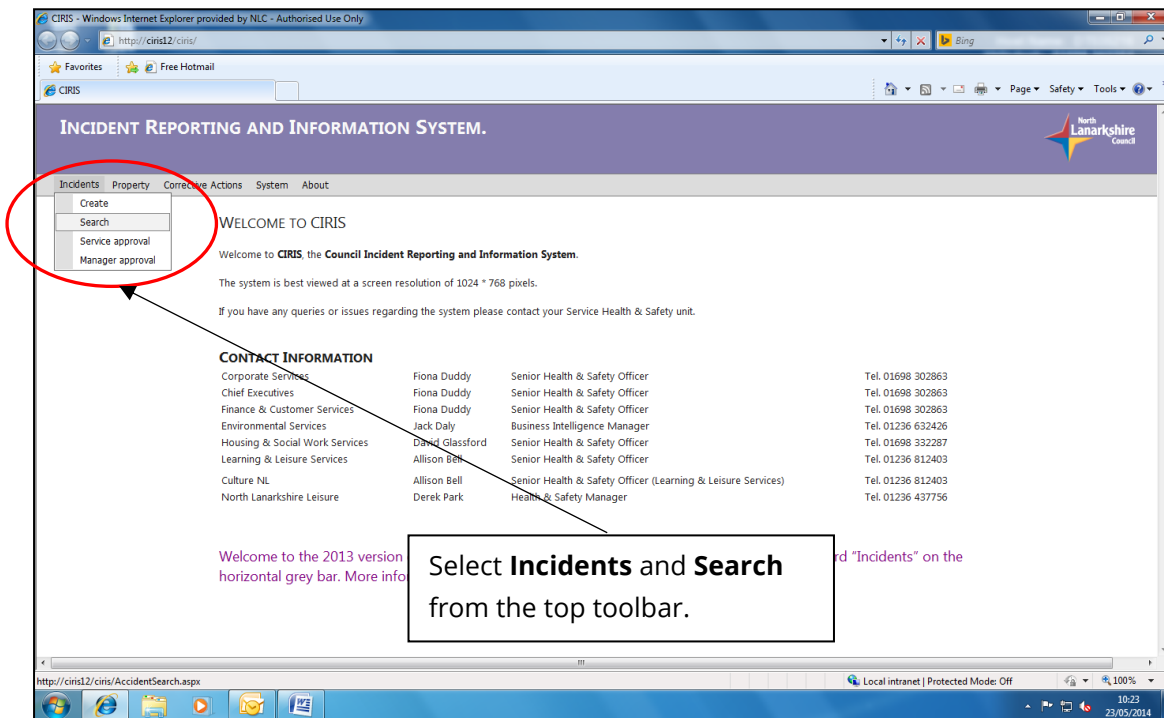 CIRIS - Windows Internet Explorer provided by NLC - Authorised Use Only
http://ciris12/ciris/
Bing
Favorites Free Hotmail
CIRIS
Page Safety Tools
INCIDENT REPORTING AND INFORMATION SYSTEM.
North
Lanarkshire
Council
Incidents Property Corrective Actions System About
Create
Search
Service approval
Manager approval
WELCOME TO CIRIS
Welcome to CIRIS, the Council Incident Reporting and Information System.
The system is best viewed at a screen resolution of 1024 * 768 pixels.
If you have any queries or issues regarding the system please contact your Service Health & Safety unit.
CONTACT INFORMATION
Corporate Services Fiona Duddy Senior Health & Safety Officer Tel. 01698 302863
Chief Executives Fiona Duddy Senior Health & Safety Officer Tel. 01698 302863
Finance & Customer Services Fiona Duddy Senior Health & Safety Officer Tel. 01698 302863
Environmental Services Jack Daly Business Intelligence Manager Tel. 01236 632426
Housing & Social Work Services David Glassford Senior Health & Safety Officer Tel. 01698 332287
Learning & Leisure Services Allison Bell Senior Health & Safety Officer Tel. 01236 812403
Culture NL Allison Bell Senior Health & Safety Officer (Learning & Leisure Services) Tel. 01236 812403
North Lanarkshire Leisure Derek Park Health & Safety Manager Tel. 01236 437756
Welcome to the 2013 version rd "Incidents" on the
horizontal grey bar. More infor
Select Incidents and Search
from the top toolbar.
http://ciris12/ciris/AccidentSearch.aspx
Local intranet | Protected Mode: Off
100%
10:23
23/05/2014